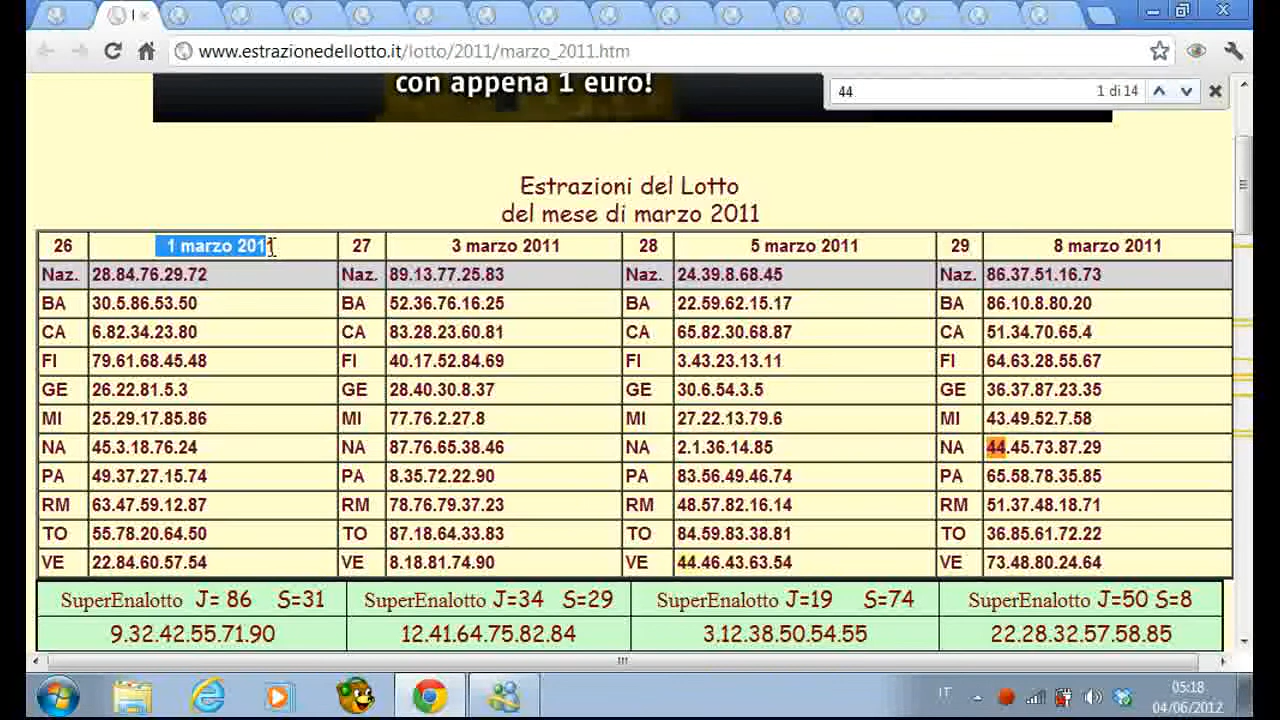 www.estrazionedellotto.it/lotto/2011/marzo_2011.htm
con appena 1 euro!
44 1 di 14
Estrazioni del Lotto
del mese di marzo 2011
26 1 marzo 2011 27 3 marzo 2011 28 5 marzo 2011 29 8 marzo 2011
Naz. 28.84.76.29.72 Naz. 89.13.77.25.83 Naz. 24.39.8.68.45 Naz. 86.37.51.16.73
BA 30.5.86.53.50 BA 52.36.76.16.25 BA 22.59.62.15.17 BA 86.10.8.80.20
CA 6.82.34.23.80 CA 83.28.23.60.81 CA 65.82.30.68.87 CA 51.34.70.65.4
FI 79.61.68.45.48 FI 40.17.52.84.69 FI 3.43.23.13.11 FI 64.63.28.55.67
GE 26.22.81.5.3 GE 28.40.30.8.37 GE 30.6.54.3.5 GE 36.37.87.23.35
MI 25.29.17.85.86 MI 77.76.2.27.8 MI 27.22.13.79.6 MI 43.49.52.7.58
NA 45.3.18.76.24 NA 87.76.65.38.46 NA 2.1.36.14.85 NA 44.45.73.87.29
PA 49.37.27.15.74 PA 8.35.72.22.90 PA 83.56.49.46.74 PA 65.58.78.35.85
RM 63.47.59.12.87 RM 78.76.79.37.23 RM 48.57.82.16.14 RM 51.37.48.18.71
TO 55.78.20.64.50 TO 87.18.64.33.83 TO 84.59.83.38.81 TO 36.85.61.72.22
VE 22.84.60.57.54 VE 8.18.81.74.90 VE 44.46.43.63.54 VE 73.48.80.24.64
SuperEnalotto J= 86 S=31 SuperEnalotto J=34 S=29 SuperEnalotto J=19 S=74 SuperEnalotto J=50 S=8
9.32.42.55.71.90 12.41.64.75.82.84 3.12.38.50.54.55 22.28.32.57.58.85
IT 05:18
04/06/2012